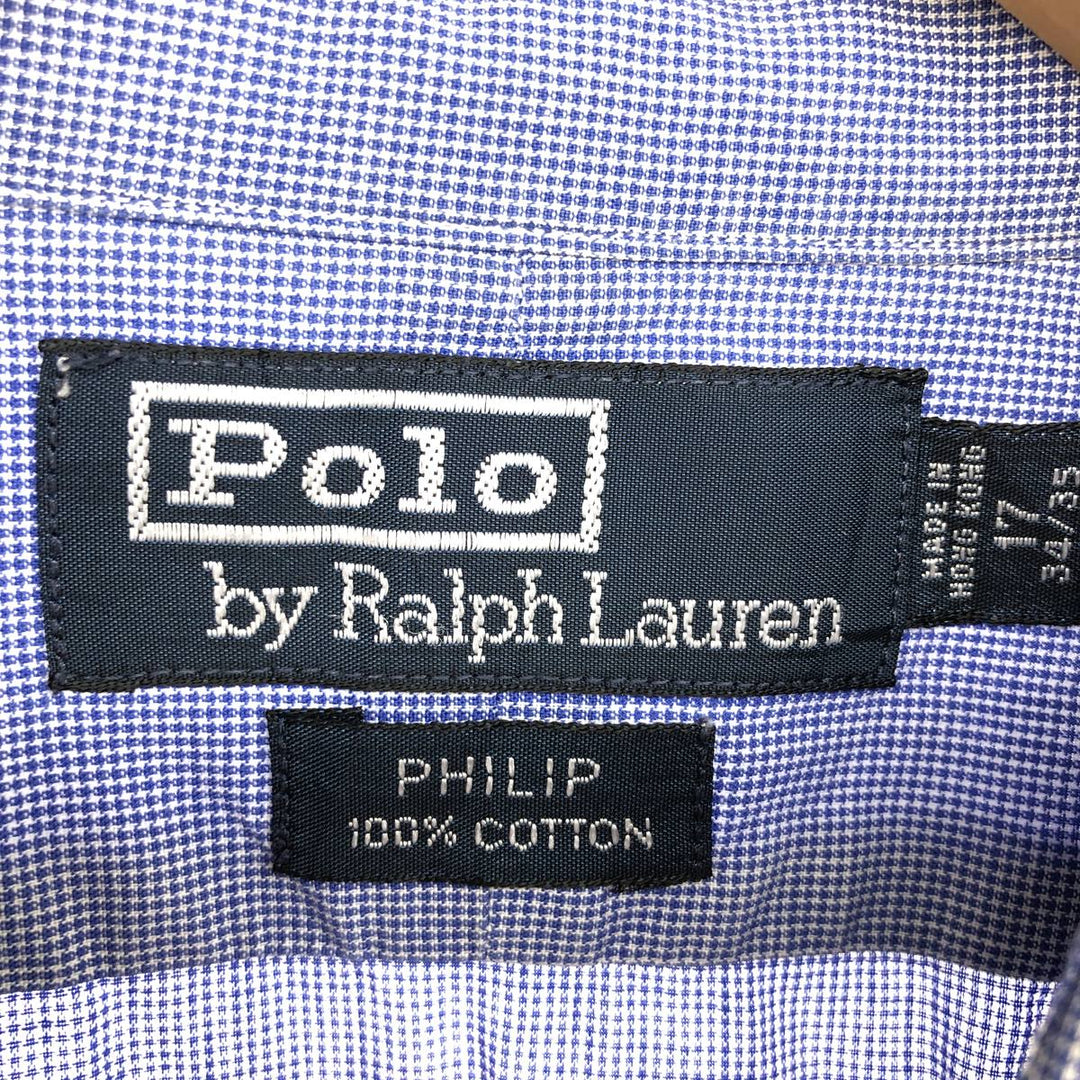 Polo
by Ralph Lauren
MADE IN
HONG KONG
17
34/35
PHILIP
100% COTTON